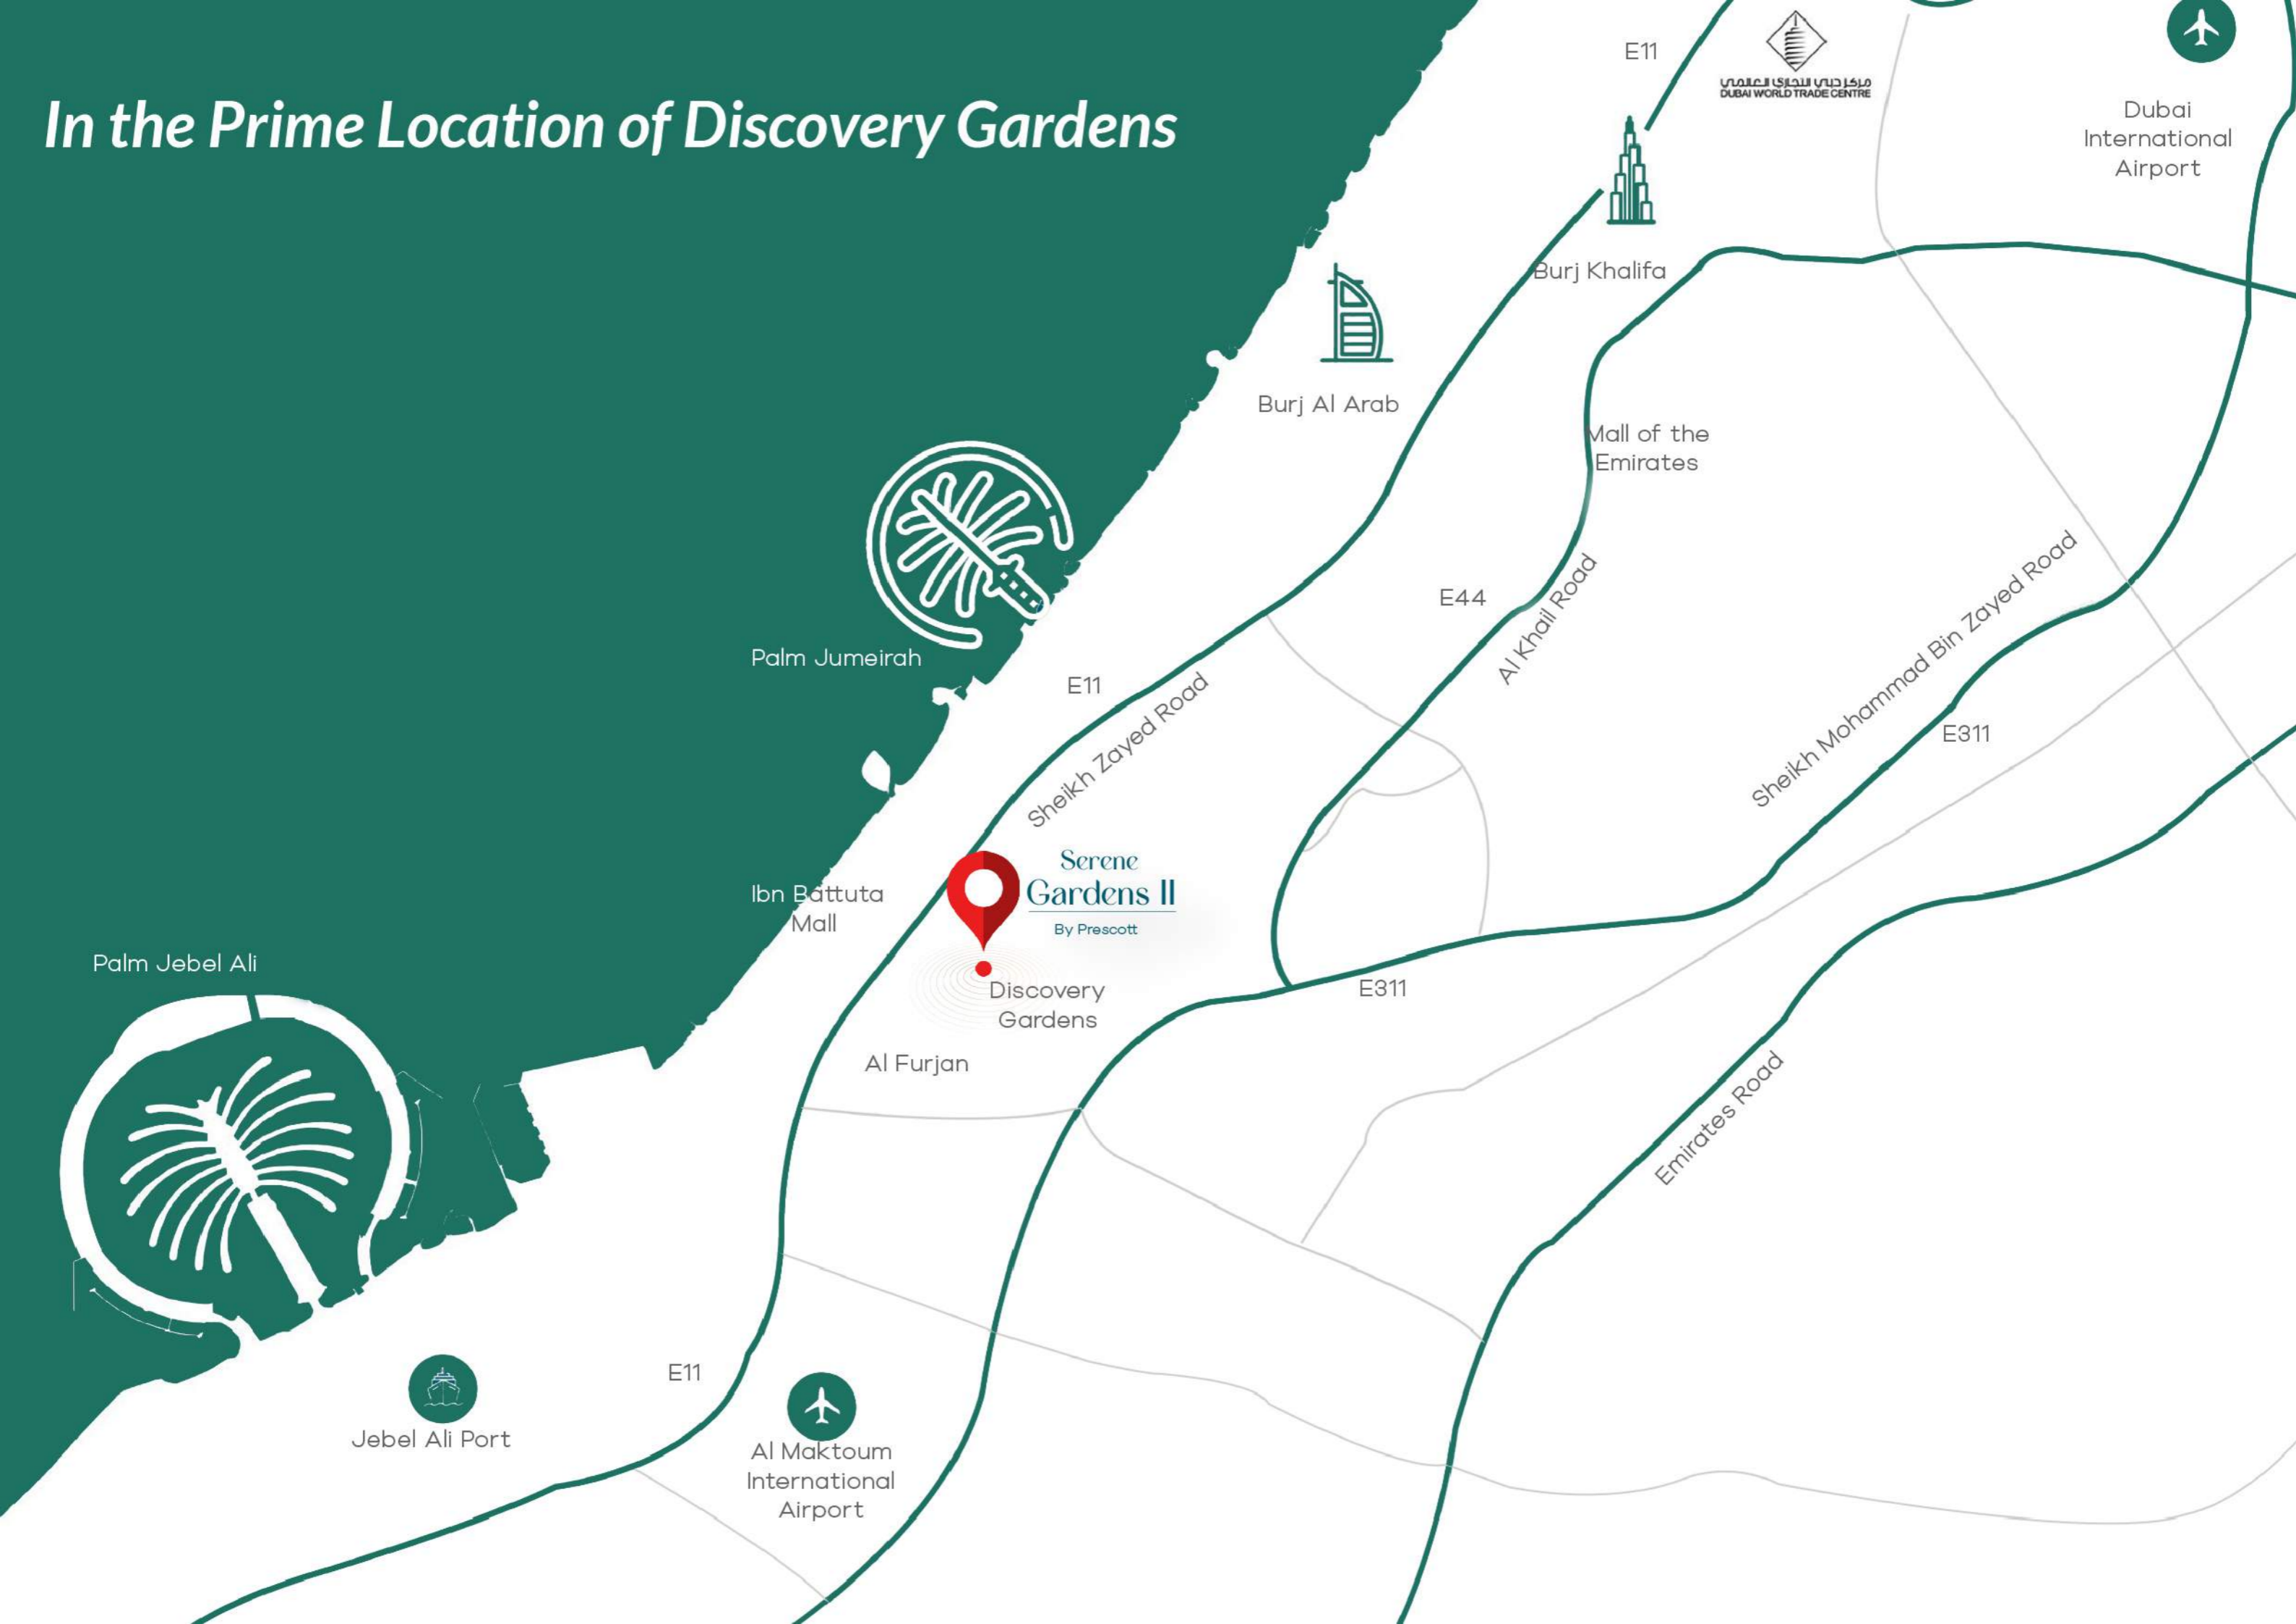 In the Prime Location of Discovery Gardens
E11
مركز دبي التجاري العالمي
DUBAI WORLD TRADE CENTRE
Dubai
International
Airport
Burj Khalifa
Burj Al Arab
Mall of the
Emirates
E44
Al Khail Road
Sheikh Mohammad Bin Zayed Road
E311
Palm Jumeirah
E11
Sheikh Zayed Road
Serene
Gardens II
By Prescott
Ibn Battuta
Mall
Discovery
Gardens
E311
Al Furjan
Palm Jebel Ali
Emirates Road
E11
Jebel Ali Port
Al Maktoum
International
Airport